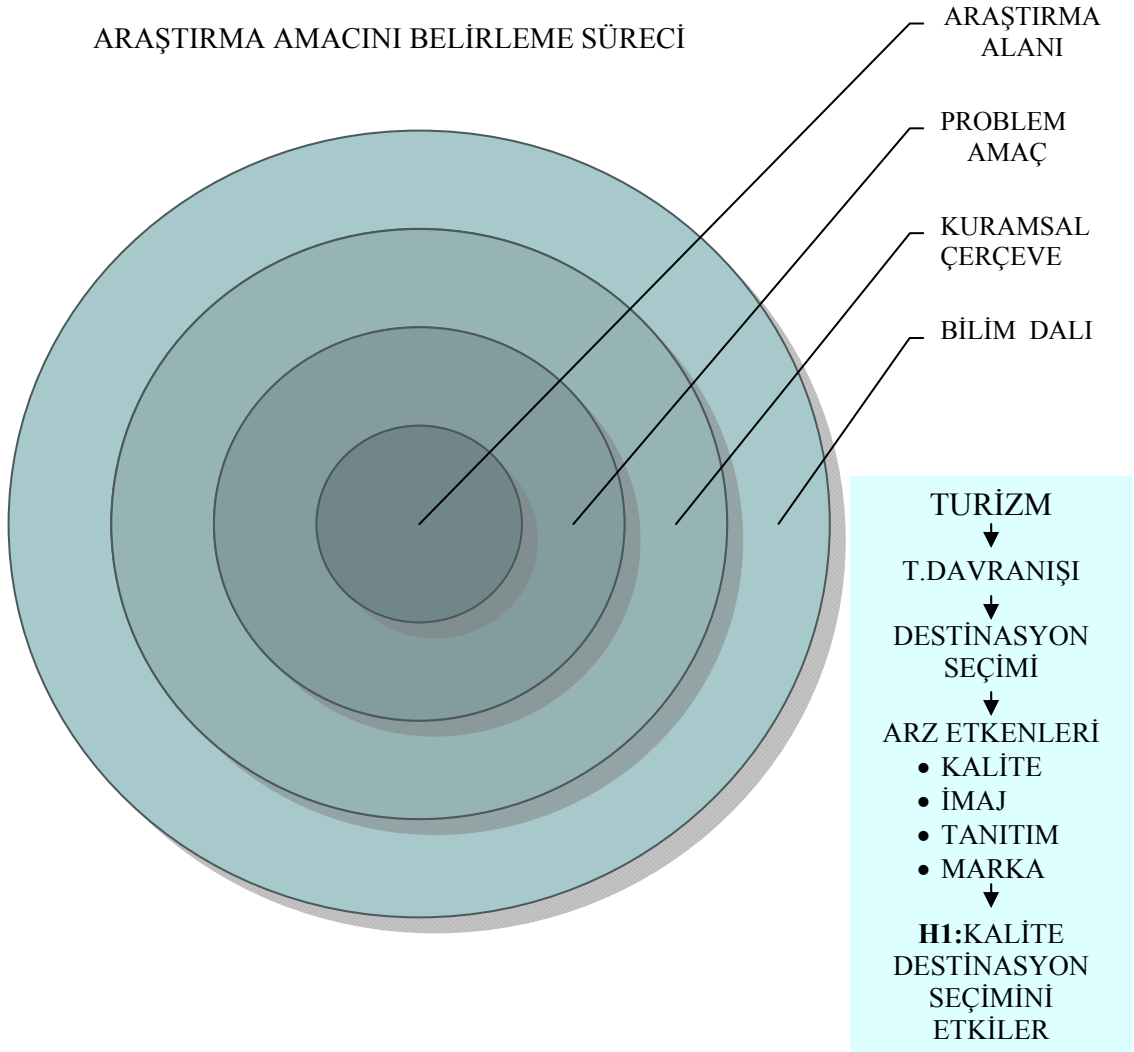 ARAŞTIRMA AMACINI BELİRLEME SÜRECİ
ARAŞTIRMA
ALANI
PROBLEM
AMAÇ
KURAMSAL
ÇERÇEVE
BİLİM DALI
TURİZM
T.DAVRANIŞI
DESTİNASYON
SEÇİMİ
ARZ ETKENLERİ
• KALİTE
• İMAJ
• TANITIM
• MARKA
H1:KALİTE
DESTİNASYON
SEÇİMİNİ
ETKİLER